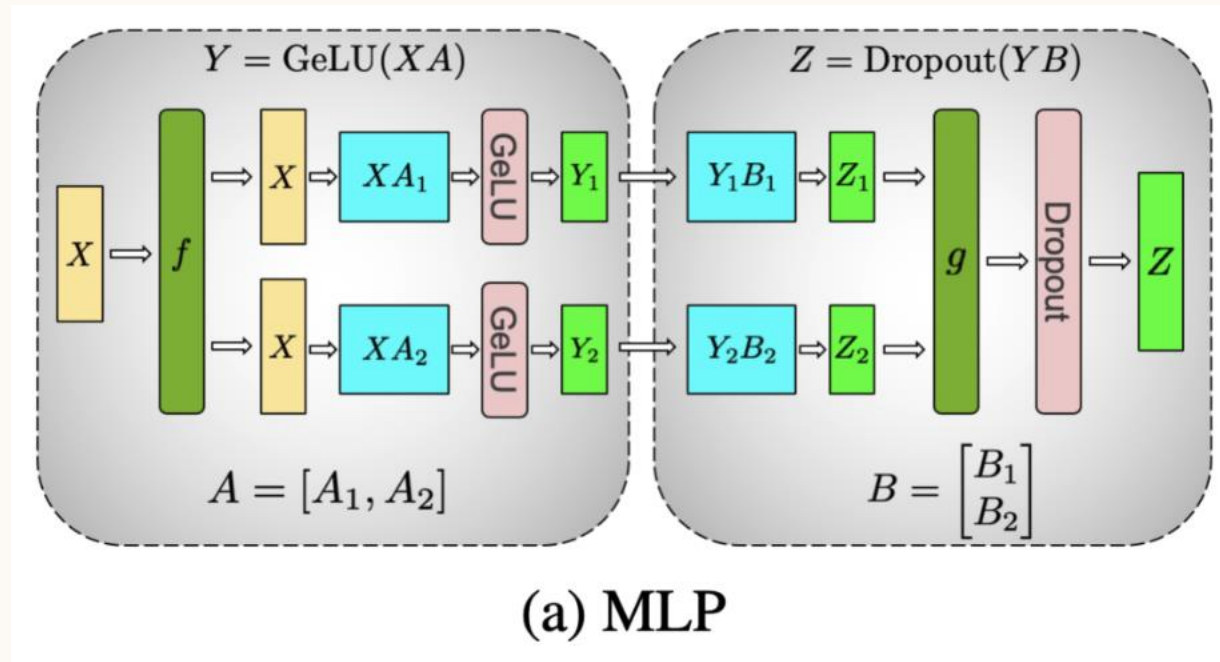 Y = GeLU(XA)
X
f
X
XA₁
GeLU
Y₁
X
XA₂
GeLU
Y₂
A = [A₁, A₂]
Z = Dropout(YB)
Y₁B₁
Z₁
Y₂B₂
Z₂
g
Dropout
Z
B = [B₁
B₂]
(a) MLP